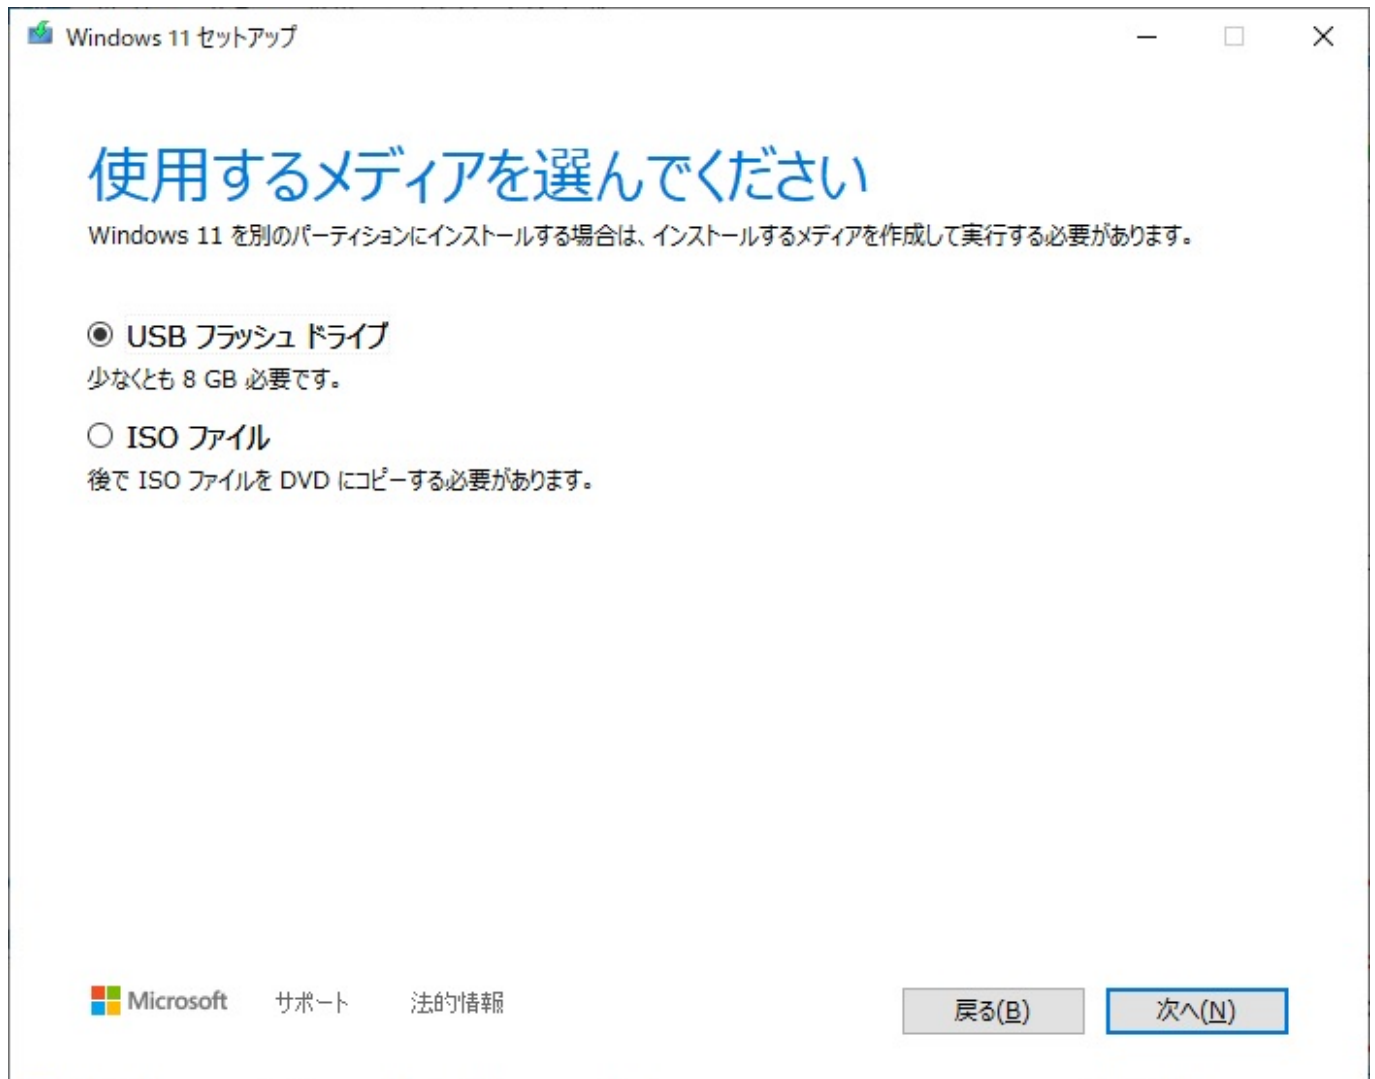 Windows 11 セットアップ
使用するメディアを選んでください
Windows 11 を別のパーティションにインストールする場合は、インストールするメディアを作成して実行する必要があります。
USB フラッシュ ドライブ
少なくとも 8 GB 必要です。
ISO ファイル
後で ISO ファイルを DVD にコピーする必要があります。
Microsoft サポート 法的情報 戻る(B) 次へ(N)